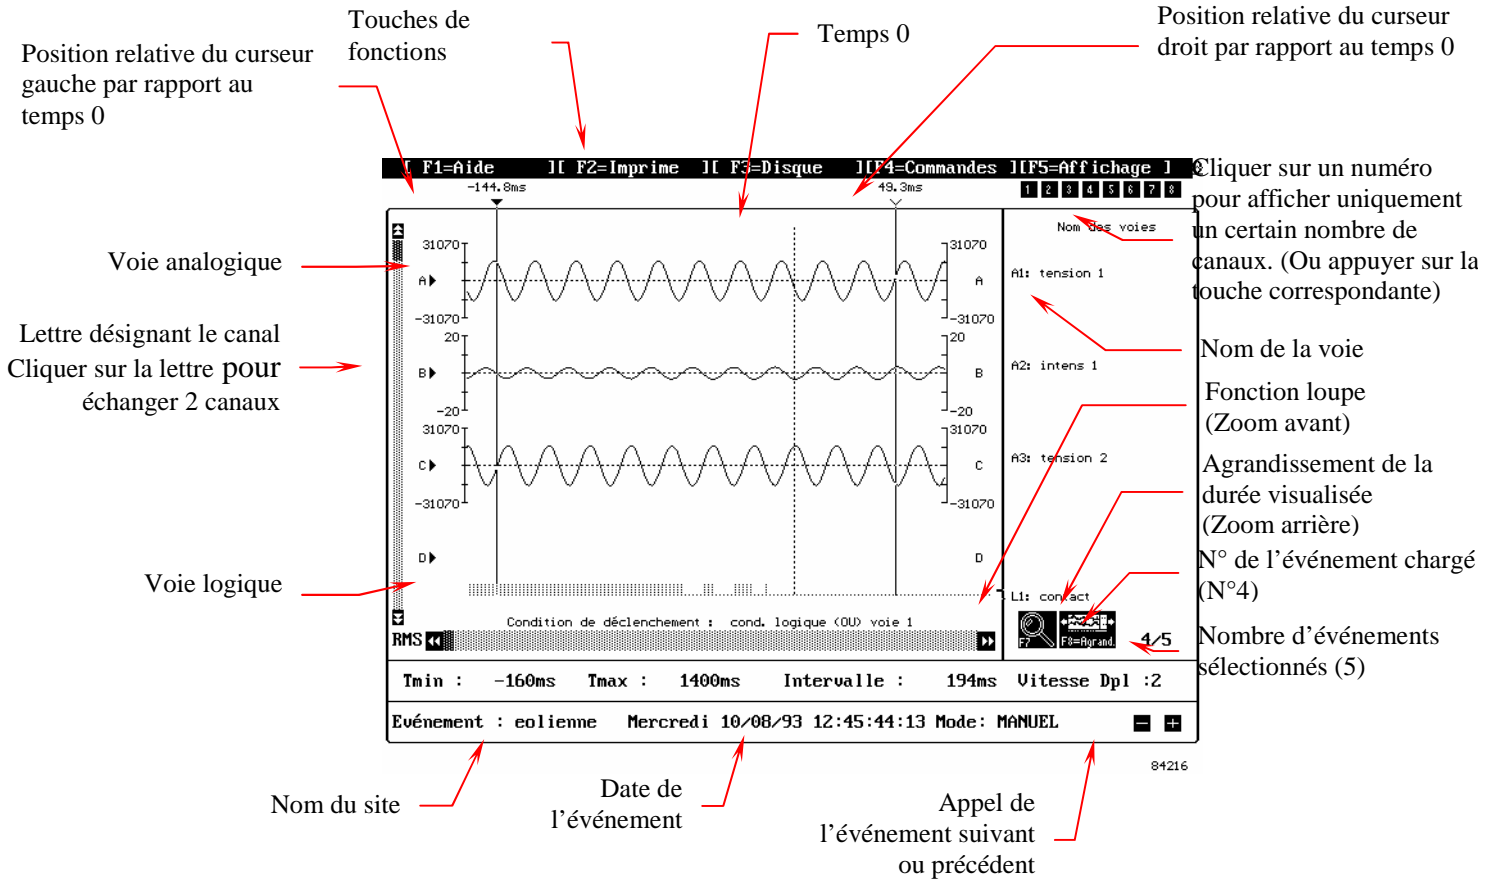 Touches de
fonctions
Temps 0
Position relative du curseur
droit par rapport au temps 0
Position relative du curseur
gauche par rapport au
temps 0
[ F1=Aide ][ F2=Imprime ][ F3=Disque ][F4=Commandes ][F5=Affichage ]
-144.8ms
49.3ms
1 2 3 4 5 6 7 8
Cliquer sur un numéro
pour afficher uniquement
un certain nombre de
canaux. (Ou appuyer sur la
touche correspondante)
Nom des voies
Voie analogique
31070
A
-31070
31070
A
-31070
A1: tension 1
Lettre désignant le canal
Cliquer sur la lettre pour
échanger 2 canaux
20
B
-20
20
B
-20
A2: intens 1
Nom de la voie
Fonction loupe
(Zoom avant)
31070
C
-31070
31070
C
-31070
A3: tension 2
Agrandissement de la
durée visualisée
(Zoom arrière)
D
D
Voie logique
L1: contact
N° de l’événement chargé
(N°4)
Condition de déclenchement : cond. logique (OU) voie 1
RMS
F7
F8=Agrand.
4/5
Nombre d’événements
sélectionnés (5)
Tmin : -160ms Tmax : 1400ms Intervalle : 194ms Vitesse Dpl :2
Evénement : eolienne Mercredi 10/08/93 12:45:44:13 Mode: MANUEL - +
84216
Nom du site
Date de
l’événement
Appel de
l’événement suivant
ou précédent